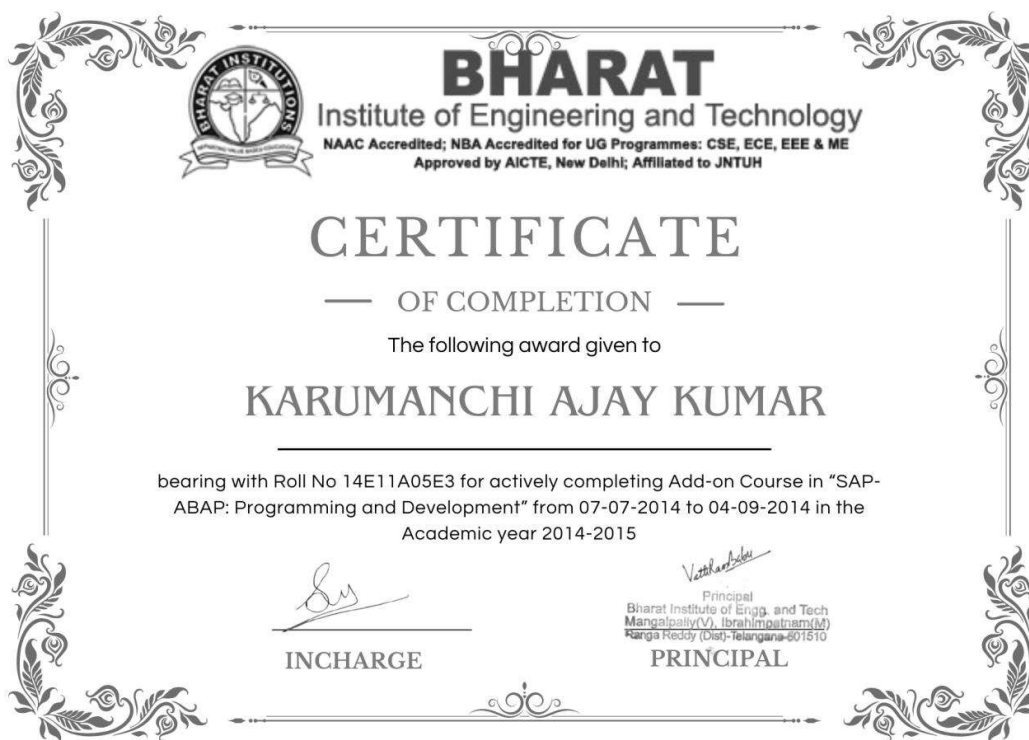 BHARAT INSTITUTIONS
BHARAT
Institute of Engineering and Technology
NAAC Accredited; NBA Accredited for UG Programmes: CSE, ECE, EEE & ME
Approved by AICTE, New Delhi; Affiliated to JNTUH
CERTIFICATE
OF COMPLETION
The following award given to
KARUMANCHI AJAY KUMAR
bearing with Roll No 14E11A05E3 for actively completing Add-on Course in “SAP-
ABAP: Programming and Development” from 07-07-2014 to 04-09-2014 in the
Academic year 2014-2015
Principal
Bharat Institute of Engg. and Tech
Mangalpally(V), Ibrahimpatnam(M)
Ranga Reddy (Dist)-Telangana-501510
INCHARGE
PRINCIPAL